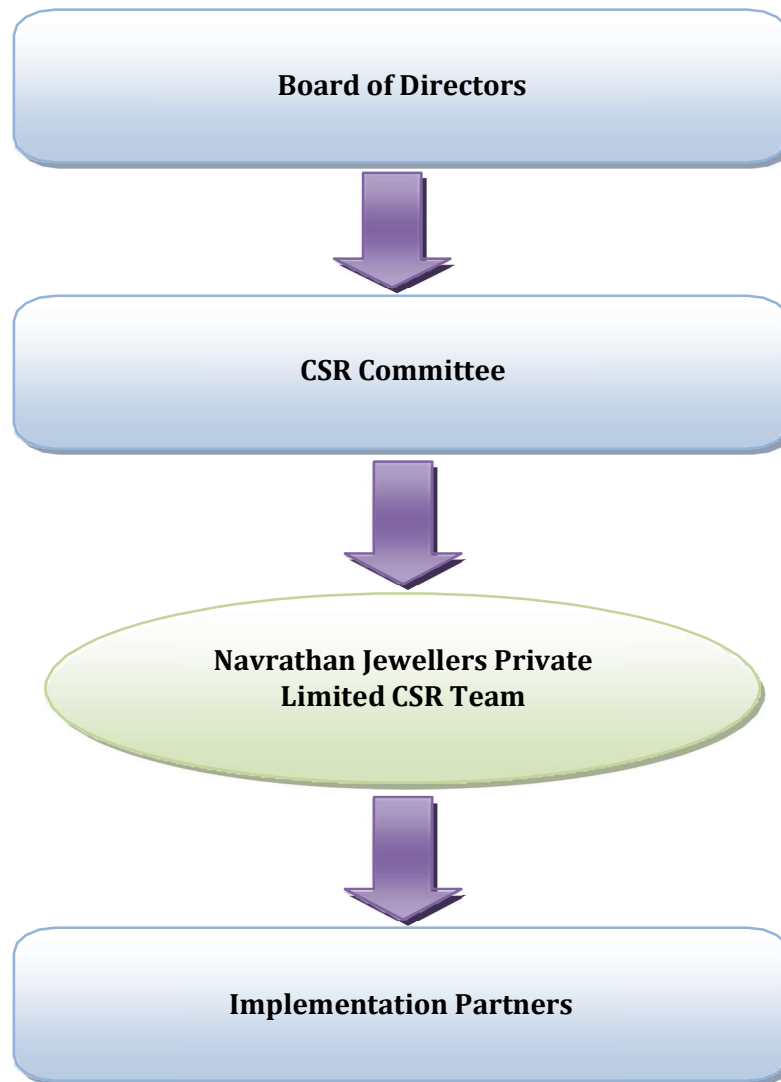 Board of Directors
CSR Committee
Navrathan Jewellers Private
Limited CSR Team
Implementation Partners